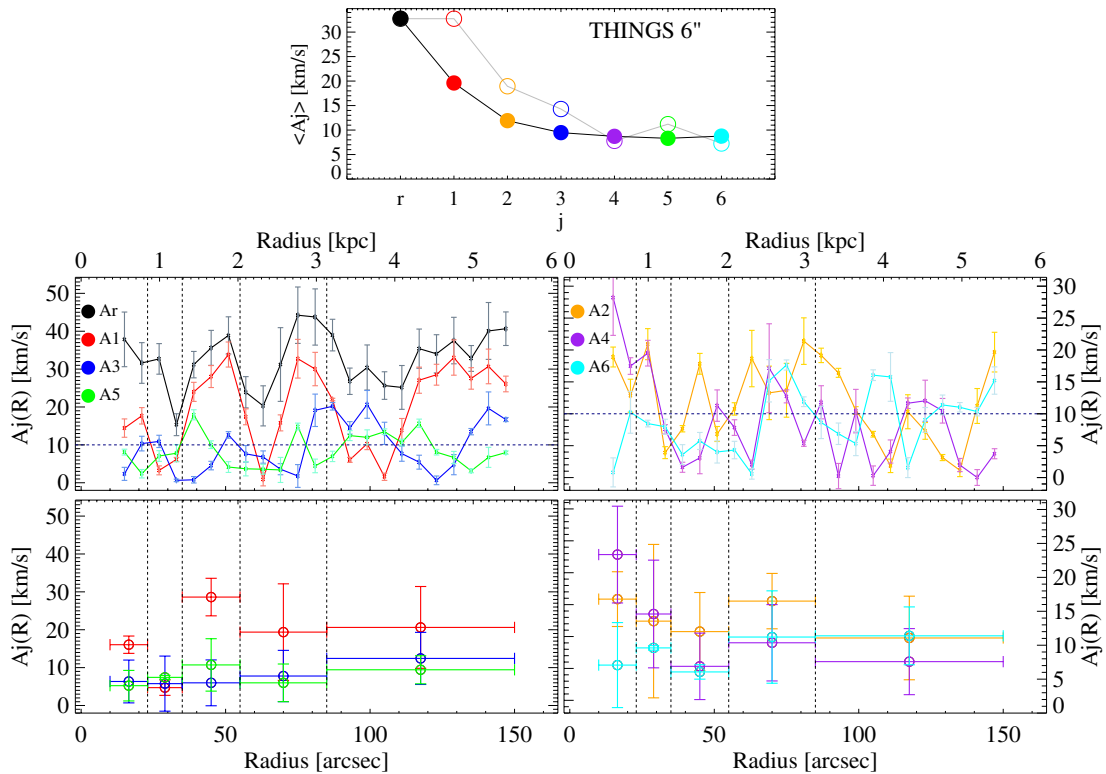 THINGS 6"
<Aj> [km/s]
30
25
20
15
10
5
0
r 1 2 3 4 5 6
j
Radius [kpc] Radius [kpc]
0 1 2 3 4 5 6 0 1 2 3 4 5 6
Aj(R) [km/s]
50
40
30
20
10
0
Ar
A1
A3
A5
A2
A4
A6
30
25
20
15
10
5
0
Aj(R) [km/s]
Aj(R) [km/s]
50
40
30
20
10
0
30
25
20
15
10
5
0
Aj(R) [km/s]
0 50 100 150 0 50 100 150
Radius [arcsec] Radius [arcsec]